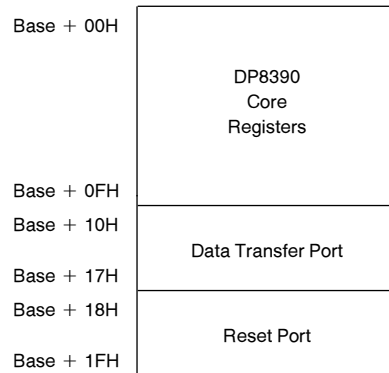 Base + 00H
DP8390
Core
Registers
Base + 0FH
Base + 10H
Data Transfer Port
Base + 17H
Base + 18H
Reset Port
Base + 1FH